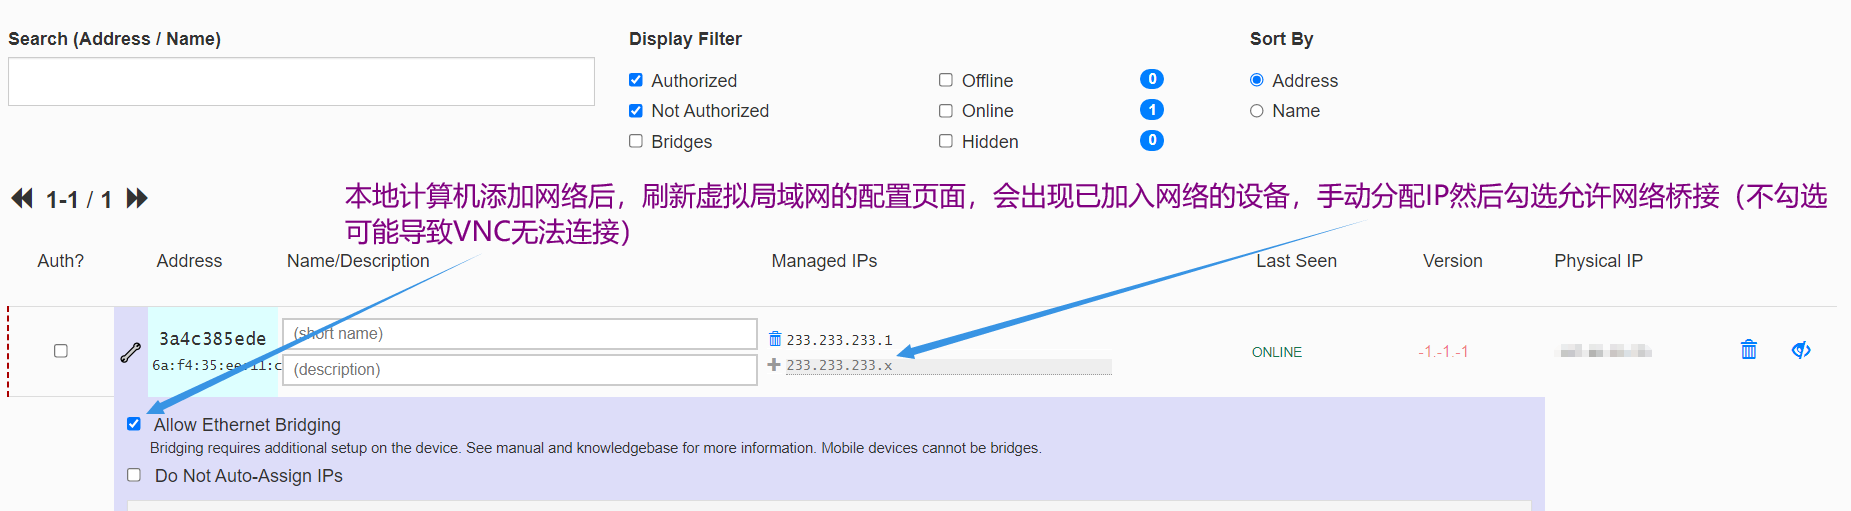 Search (Address / Name)
Display Filter
Sort By
Authorized
Offline
0
Address
Not Authorized
Online
1
Name
Bridges
Hidden
0
1-1 / 1
本地计算机添加网络后，刷新虚拟局域网的配置页面，会出现已加入网络的设备，手动分配IP然后勾选允许网络桥接（不勾选
可能导致VNC无法连接）
Auth?
Address
Name/Description
Managed IPs
Last Seen
Version
Physical IP
3a4c385ede
(short name)
233.233.233.1
6a:f4:35:ee:11:c
(description)
233.233.233.x
ONLINE
-1.-1.-1
Allow Ethernet Bridging
Bridging requires additional setup on the device. See manual and knowledgebase for more information. Mobile devices cannot be bridges.
Do Not Auto-Assign IPs